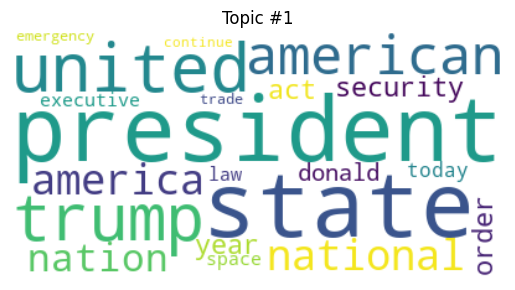 Topic #1
emergency
continue
united
american
executive
trade
act
security
president
america
law
donald
today
trump
state
order
nation
year
space
national